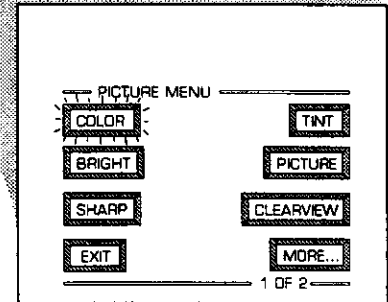 PICTURE MENU
COLOR TINT
BRIGHT PICTURE
SHARP CLEARVIEW
EXIT MORE...
1 OF 2